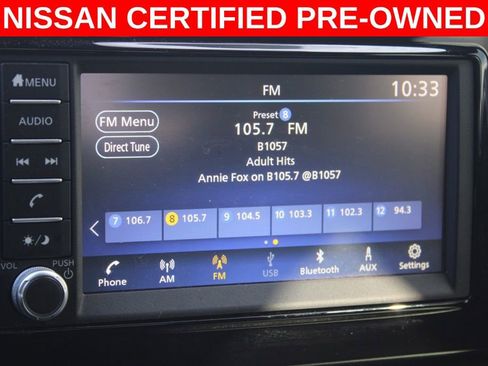 NISSAN CERTIFIED PRE-OWNED
MENU
AUDIO
VOL
PUSH
FM
10:33
FM Menu
Direct Tune
Preset 8
105.7 FM
B1057
Adult Hits
Annie Fox on B105.7 @B1057
7 106.7 8 105.7 9 104.5 10 103.3 11 102.3 12 94.3
Phone AM FM USB Bluetooth AUX Settings